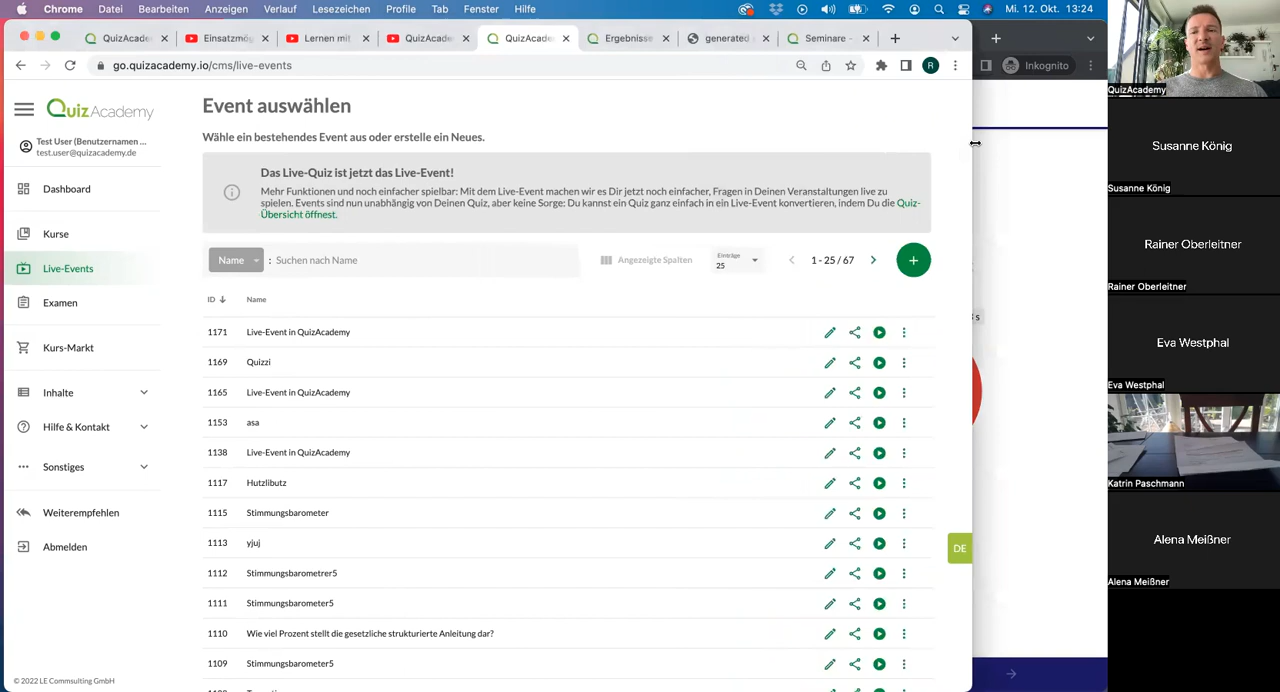 Chrome Datei Bearbeiten Anzeigen Verlauf Lesezeichen Profile Tab Fenster Hilfe Mi. 12. Okt. 13:24
QuizAcade Einsatzmög Lernen mit QuizAcade QuizAcade Ergebnisse generated Seminare –
go.quizacademy.io/cms/live-events R Inkognito
QuizAcademy
Test User (Benutzernamen ...
test.user@quizacademy.de
Dashboard
Kurse
Live-Events
Examen
Kurs-Markt
Inhalte
Hilfe & Kontakt
Sonstiges
Weiterempfehlen
Abmelden
© 2022 LE Commsulting GmbH
Event auswählen
Wähle ein bestehendes Event aus oder erstelle ein Neues.
Das Live-Quiz ist jetzt das Live-Event!
Mehr Funktionen und noch einfacher spielbar: Mit dem Live-Event machen wir es Dir jetzt noch einfacher, Fragen in Deinen Veranstaltungen live zu
spielen. Events sind nun unabhängig von Deinen Quiz, aber keine Sorge: Du kannst ein Quiz ganz einfach in ein Live-Event konvertieren, indem Du die Quiz-
Übersicht öffnest.
Name : Suchen nach Name Angezeigte Spalten Einträge 25 1 - 25 / 67
ID Name
1171 Live-Event in QuizAcademy
1169 Quizzi
1165 Live-Event in QuizAcademy
1153 asa
1138 Live-Event in QuizAcademy
1117 Hutzlibutz
1115 Stimmungsbarometer
1113 yjuj
1112 Stimmungsbarometrer5
1111 Stimmungsbarometer5
1110 Wie viel Prozent stellt die gesetzliche strukturierte Anleitung dar?
1109 Stimmungsbarometer5
DE
QuizAcademy
Susanne König
Susanne König
Rainer Oberleitner
Rainer Oberleitner
Eva Westphal
Eva Westphal
Katrin Paschmann
Alena Meißner
Alena Meißner